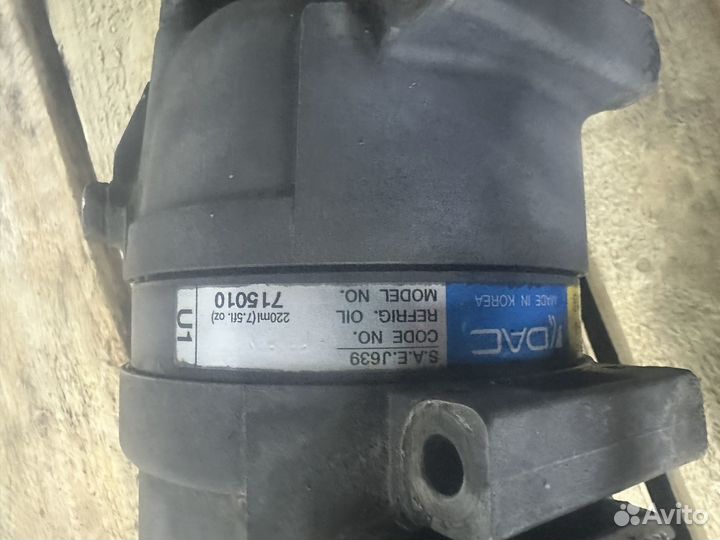 DAC
MADE IN KOREA
S.A.E.J639
CODE NO.
REFRIG. OIL
220ml(7.5fl. oz)
MODEL NO.
715010
U1
Avito